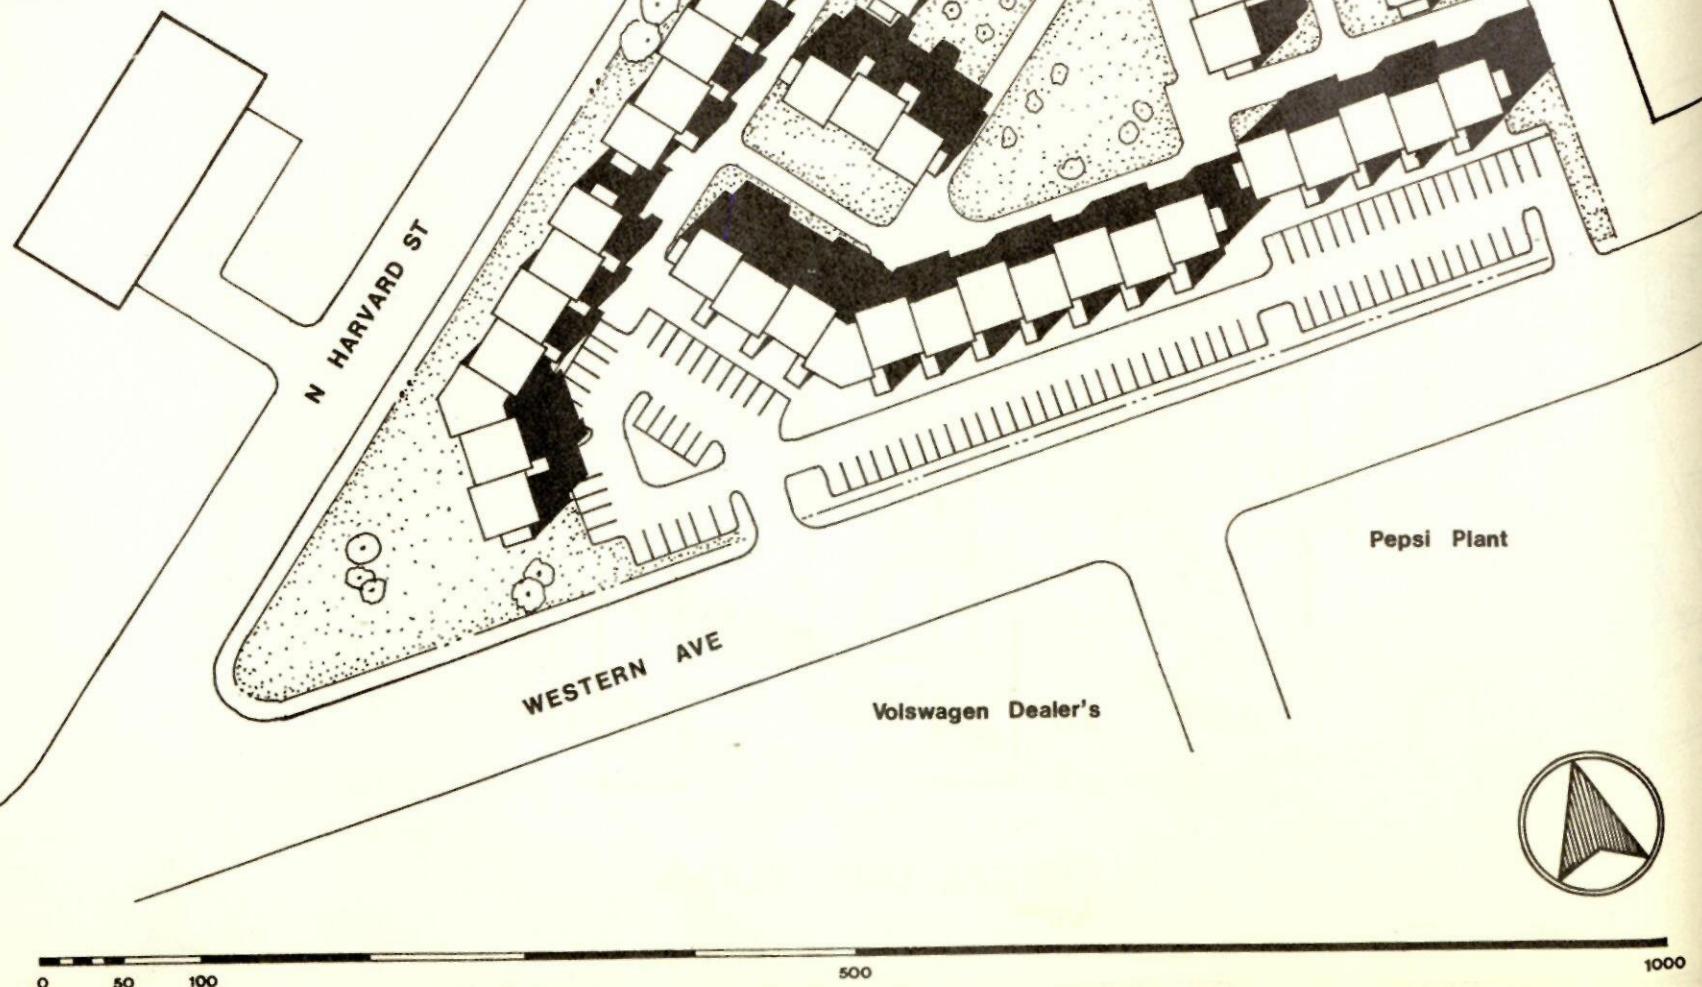 N HARVARD ST
Pepsi Plant
WESTERN AVE
Volswagen Dealer's
0 50 100 500 1000